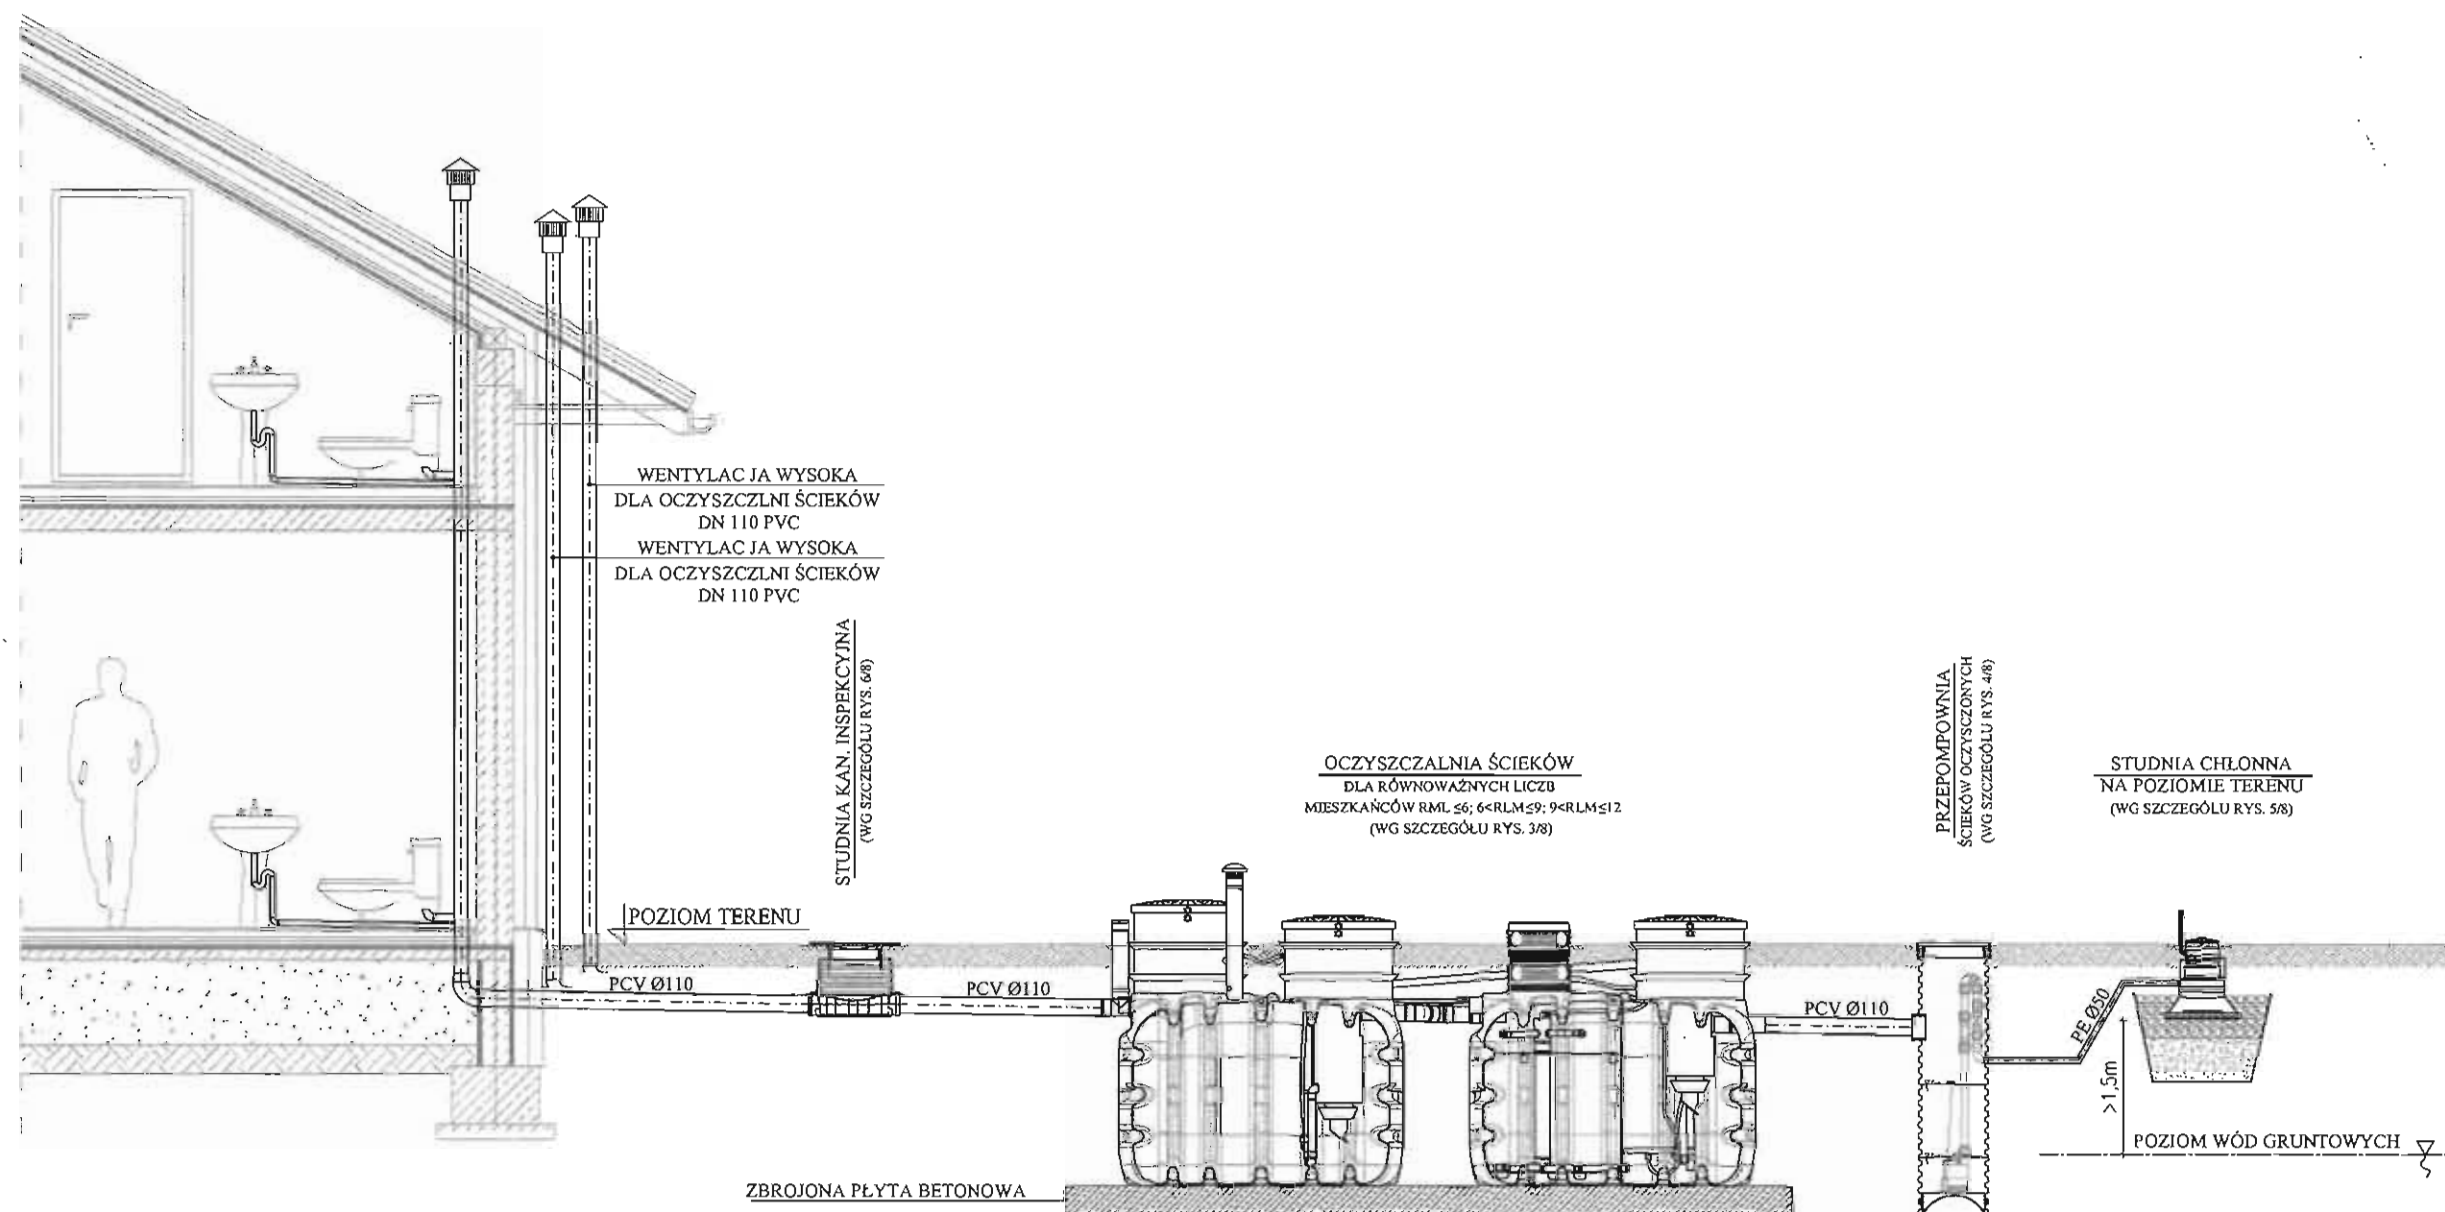 WENTYLACJA WYSOKA
DLA OCZYSZCZLNI ŚCIEKÓW
DN 110 PVC
WENTYLACJA WYSOKA
DLA OCZYSZCZLNI ŚCIEKÓW
DN 110 PVC
STUDNIA KAN. INSPEKCYJNA
(WG SZCZEGÓŁU RYS. 6/8)
POZIOM TERENU
PCV Ø110
PCV Ø110
OCZYSZCZALNIA ŚCIEKÓW
DLA RÓWNOWAŻNYCH LICZB
MIESZKAŃCÓW RML ≤6; 6<RLM≤9; 9<RLM≤12
(WG SZCZEGÓŁU RYS. 3/8)
PCV Ø110
PRZEPOMPOWNIA
ŚCIEKÓW OCZYSZCZONYCH
(WG SZCZEGÓŁU RYS. 4/8)
STUDNIA CHŁONNA
NA POZIOMIE TERENU
(WG SZCZEGÓŁU RYS. 5/8)
PE Ø50
>1,5m
POZIOM WÓD GRUNTOWYCH
ZBROJONA PŁYTA BETONOWA